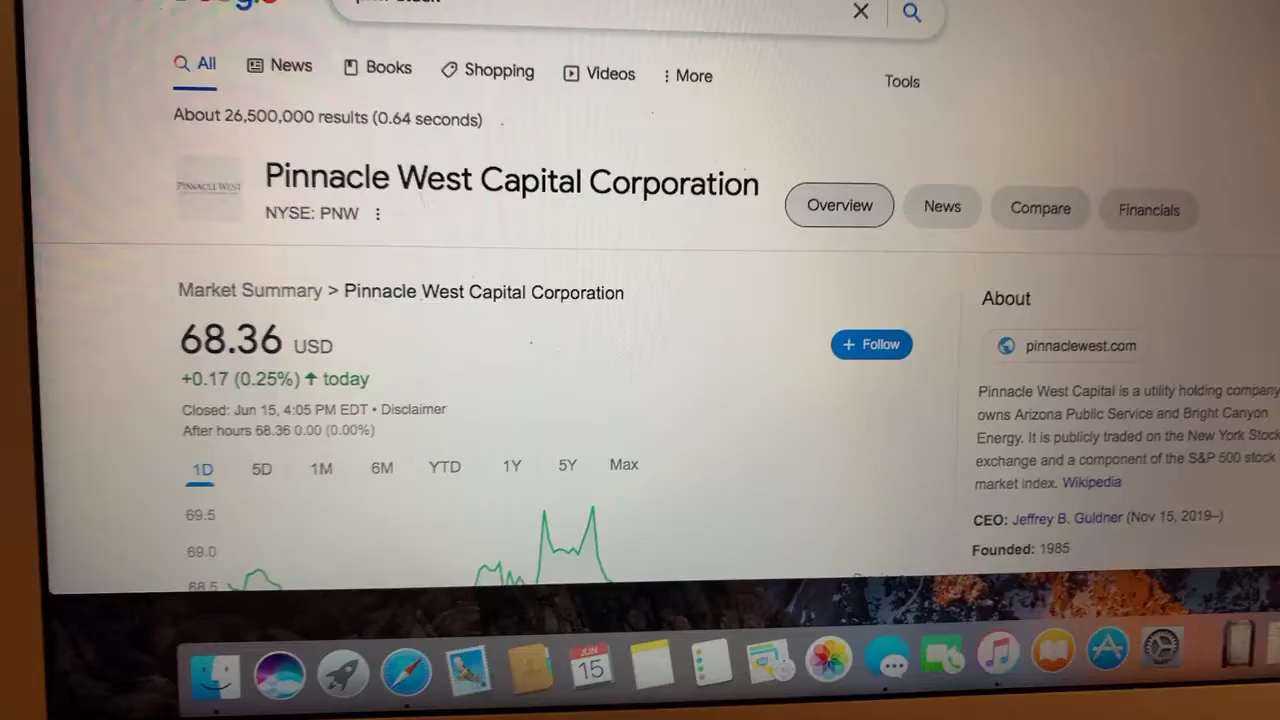 All
News
Books
Shopping
Videos
More
Tools
About 26,500,000 results (0.64 seconds)
PINNACLE WEST
Pinnacle West Capital Corporation
NYSE: PNW
Overview
News
Compare
Financials
Market Summary > Pinnacle West Capital Corporation
68.36 USD
+0.17 (0.25%) ↑ today
Closed: Jun 15, 4:05 PM EDT • Disclaimer
After hours 68.36 0.00 (0.00%)
+ Follow
1D
5D
1M
6M
YTD
1Y
5Y
Max
69.5
69.0
68.5
About
pinnaclewest.com
Pinnacle West Capital is a utility holding company
owns Arizona Public Service and Bright Canyon
Energy. It is publicly traded on the New York Stock
exchange and a component of the S&P 500 stock
market index. Wikipedia
CEO: Jeffrey B. Guldner (Nov 15, 2019–)
Founded: 1985
JUN
15